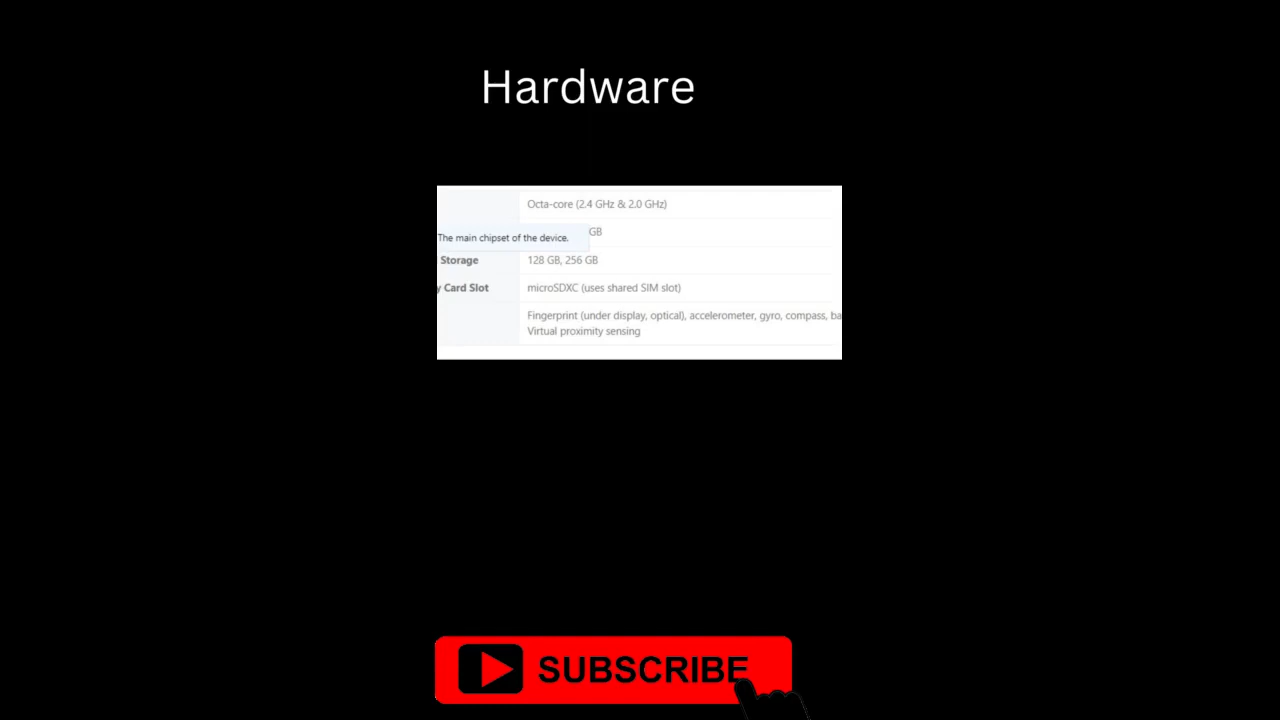 Hardware
Octa-core (2.4 GHz & 2.0 GHz)
GB
The main chipset of the device.
Storage 128 GB, 256 GB
y Card Slot microSDXC (uses shared SIM slot)
Fingerprint (under display, optical), accelerometer, gyro, compass, ba
Virtual proximity sensing
SUBSCRIBE